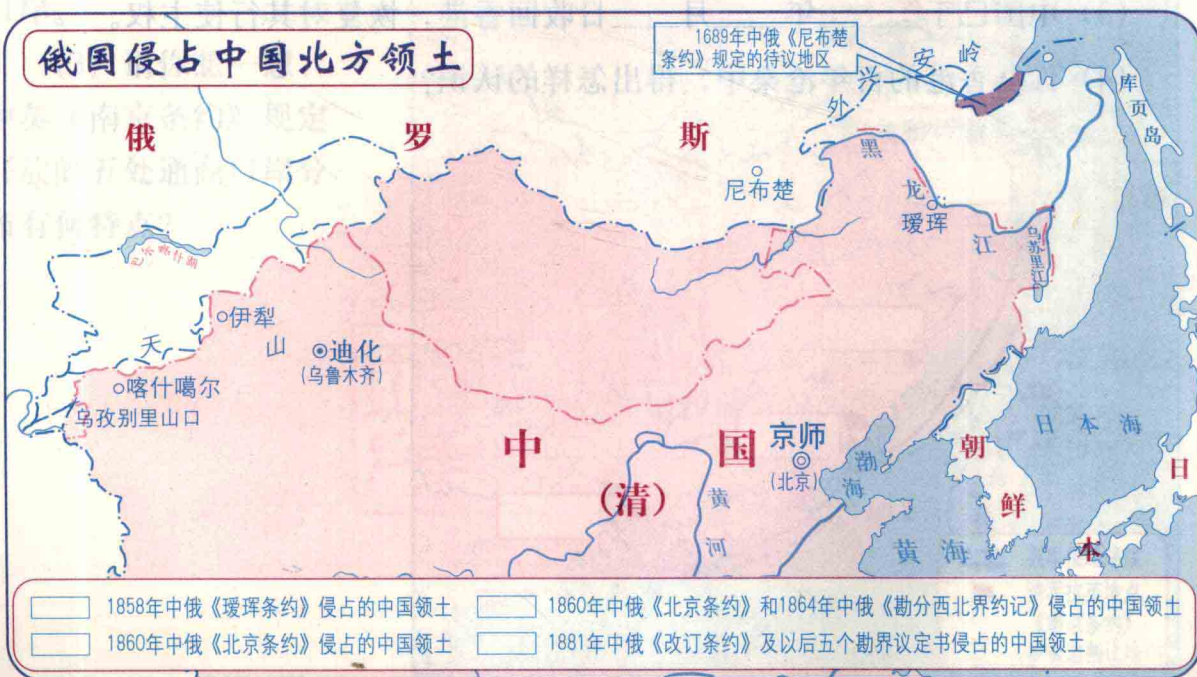 俄国侵占中国北方领土
1689年中俄《尼布楚
条约》规定的待议地区
外兴安岭
库页岛
俄罗斯
尼布楚
黑龙江
瑷珲
乌苏里江
伊犁
天山
迪化
(乌鲁木齐)
喀什噶尔
乌孜别里山口
中国
(清)
京师
(北京)
渤海
黄河
黄海
朝鲜
日本海
日本
1858年中俄《瑷珲条约》侵占的中国领土
1860年中俄《北京条约》和1864年中俄《勘分西北界约记》侵占的中国领土
1860年中俄《北京条约》侵占的中国领土
1881年中俄《改订条约》及以后五个勘界议定书侵占的中国领土